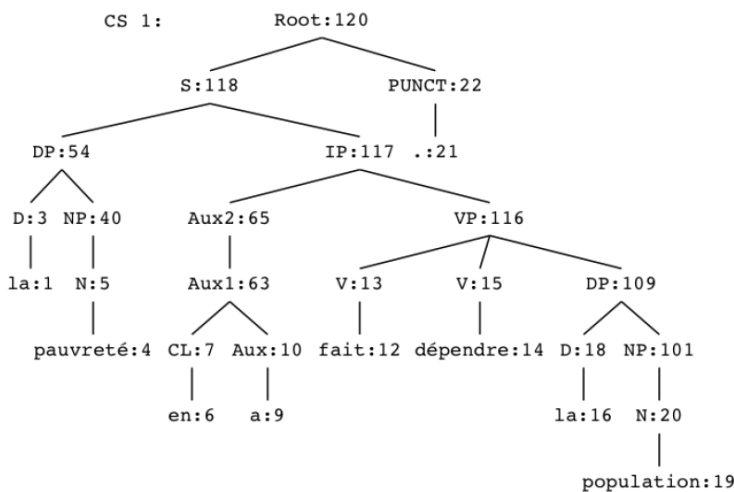 CS 1: Root:120
S:118 PUNCT:22
DP:54 IP:117 .:21
D:3 NP:40 Aux2:65 VP:116
la:1 N:5 Aux1:63 V:13 V:15 DP:109
pauvreté:4 CL:7 Aux:10 fait:12 dépendre:14 D:18 NP:101
en:6 a:9 la:16 N:20
population:19